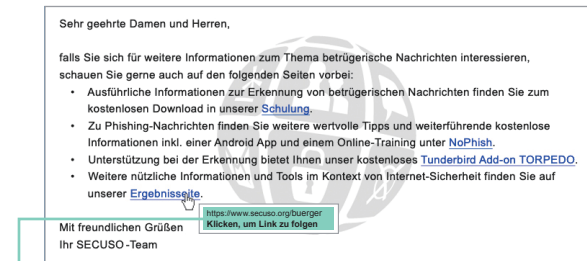 Sehr geehrte Damen und Herren,
falls Sie sich für weitere Informationen zum Thema betrügerische Nachrichten interessieren,
schauen Sie gerne auch auf den folgenden Seiten vorbei:
• Ausführliche Informationen zur Erkennung von betrügerischen Nachrichten finden Sie zum
kostenlosen Download in unserer Schulung.
• Zu Phishing-Nachrichten finden Sie weitere wertvolle Tipps und weiterführende kostenlose
Informationen inkl. einer Android App und einem Online-Training unter NoPhish.
• Unterstützung bei der Erkennung bietet Ihnen unser kostenloses Tunderbird Add-on TORPEDO.
• Weitere nützliche Informationen und Tools im Kontext von Internet-Sicherheit finden Sie auf
unserer Ergebnisseite.
https://www.secuso.org/buerger
Klicken, um Link zu folgen
Mit freundlichen Grüßen
Ihr SECUSO-Team